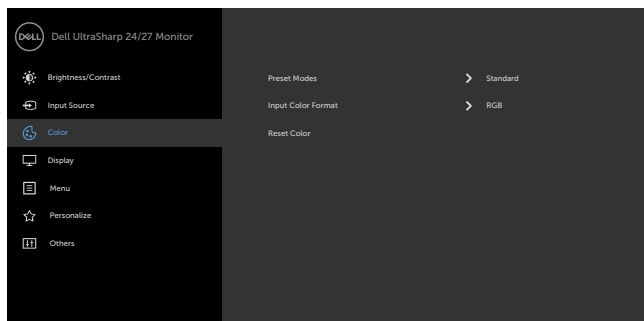 DELL Dell UltraSharp 24/27 Monitor
Brightness/Contrast
Preset Modes Standard
Input Source
Input Color Format RGB
Color
Reset Color
Display
Menu
Personalize
Others